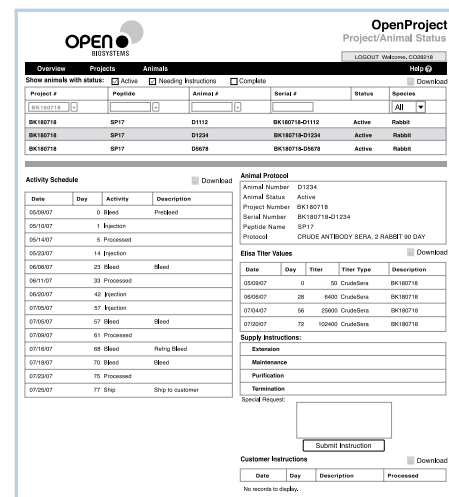 OPEN BIOSYSTEMS
OpenProject
Project/Animal Status
LOGOUT Welcome, CO28218
Overview Projects Animals Help
Show animals with status: Active Needing Instructions Complete Download
Project # Peptide Animal # Serial # Status Species
BK180718 All
BK180718 SP17 D1112 BK180718-D1112 Active Rabbit
BK180718 SP17 D1234 BK180718-D1234 Active Rabbit
BK180718 SP17 D5678 BK180718-D5678 Active Rabbit
Activity Schedule Download
Date Day Activity Description
05/09/07 0 Bleed Prebleed
05/10/07 1 Injection
05/14/07 5 Processed
05/23/07 14 Injection
06/06/07 23 Bleed Bleed
06/11/07 33 Processed
06/20/07 42 Injection
07/05/07 57 Injection
07/05/07 57 Bleed Bleed
07/09/07 61 Processed
07/16/07 68 Bleed Refrig Bleed
07/18/07 70 Bleed Bleed
07/23/07 75 Processed
07/25/07 77 Ship Ship to customer
Animal Protocol
Animal Number D1234
Animal Status Active
Project Number BK180718
Serial Number BK180718-D1234
Peptide Name SP17
Protocol CRUDE ANTIBODY SERA, 2 RABBIT 90 DAY
Elisa Titer Values Download
Date Day Titer Titer Type Description
05/09/07 0 50 CrudeSera BK180718
06/06/07 28 6400 CrudeSera BK180718
07/04/07 56 25600 CrudeSera BK180718
07/20/07 72 102400 CrudeSera BK180718
Supply Instructions:
Extension
Maintenance
Purification
Termination
Special Request:
Submit Instruction
Customer Instructions Download
Date Day Description Processed
No records to display.